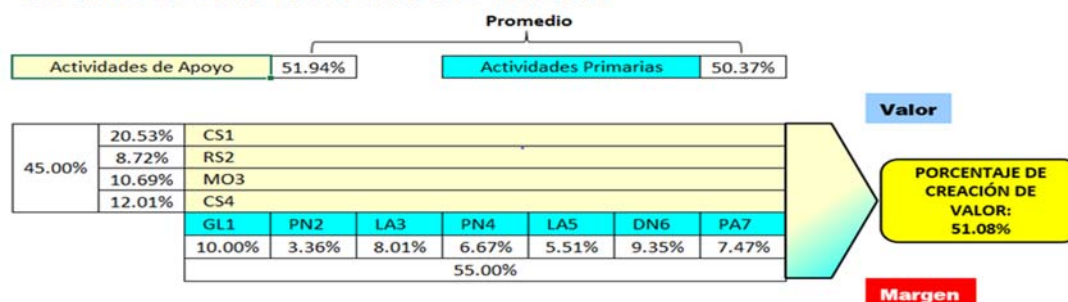 Promedio
Actividades de Apoyo 51.94% Actividades Primarias 50.37%
Valor
45.00%
20.53% CS1
8.72% RS2
10.69% MO3
12.01% CS4
GL1 PN2 LA3 PN4 LA5 DN6 PA7
10.00% 3.36% 8.01% 6.67% 5.51% 9.35% 7.47%
55.00%
PORCENTAJE DE
CREACIÓN DE
VALOR:
51.08%
Margen